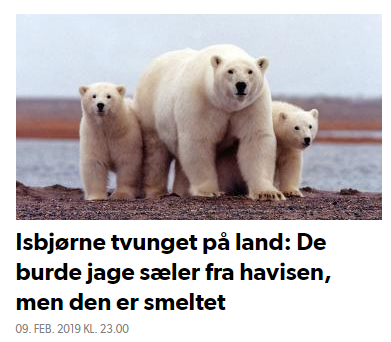 Isbjørne tvunget på land: De
burde jage sæler fra havisen,
men den er smeltet
09. FEB. 2019 KL. 23.00